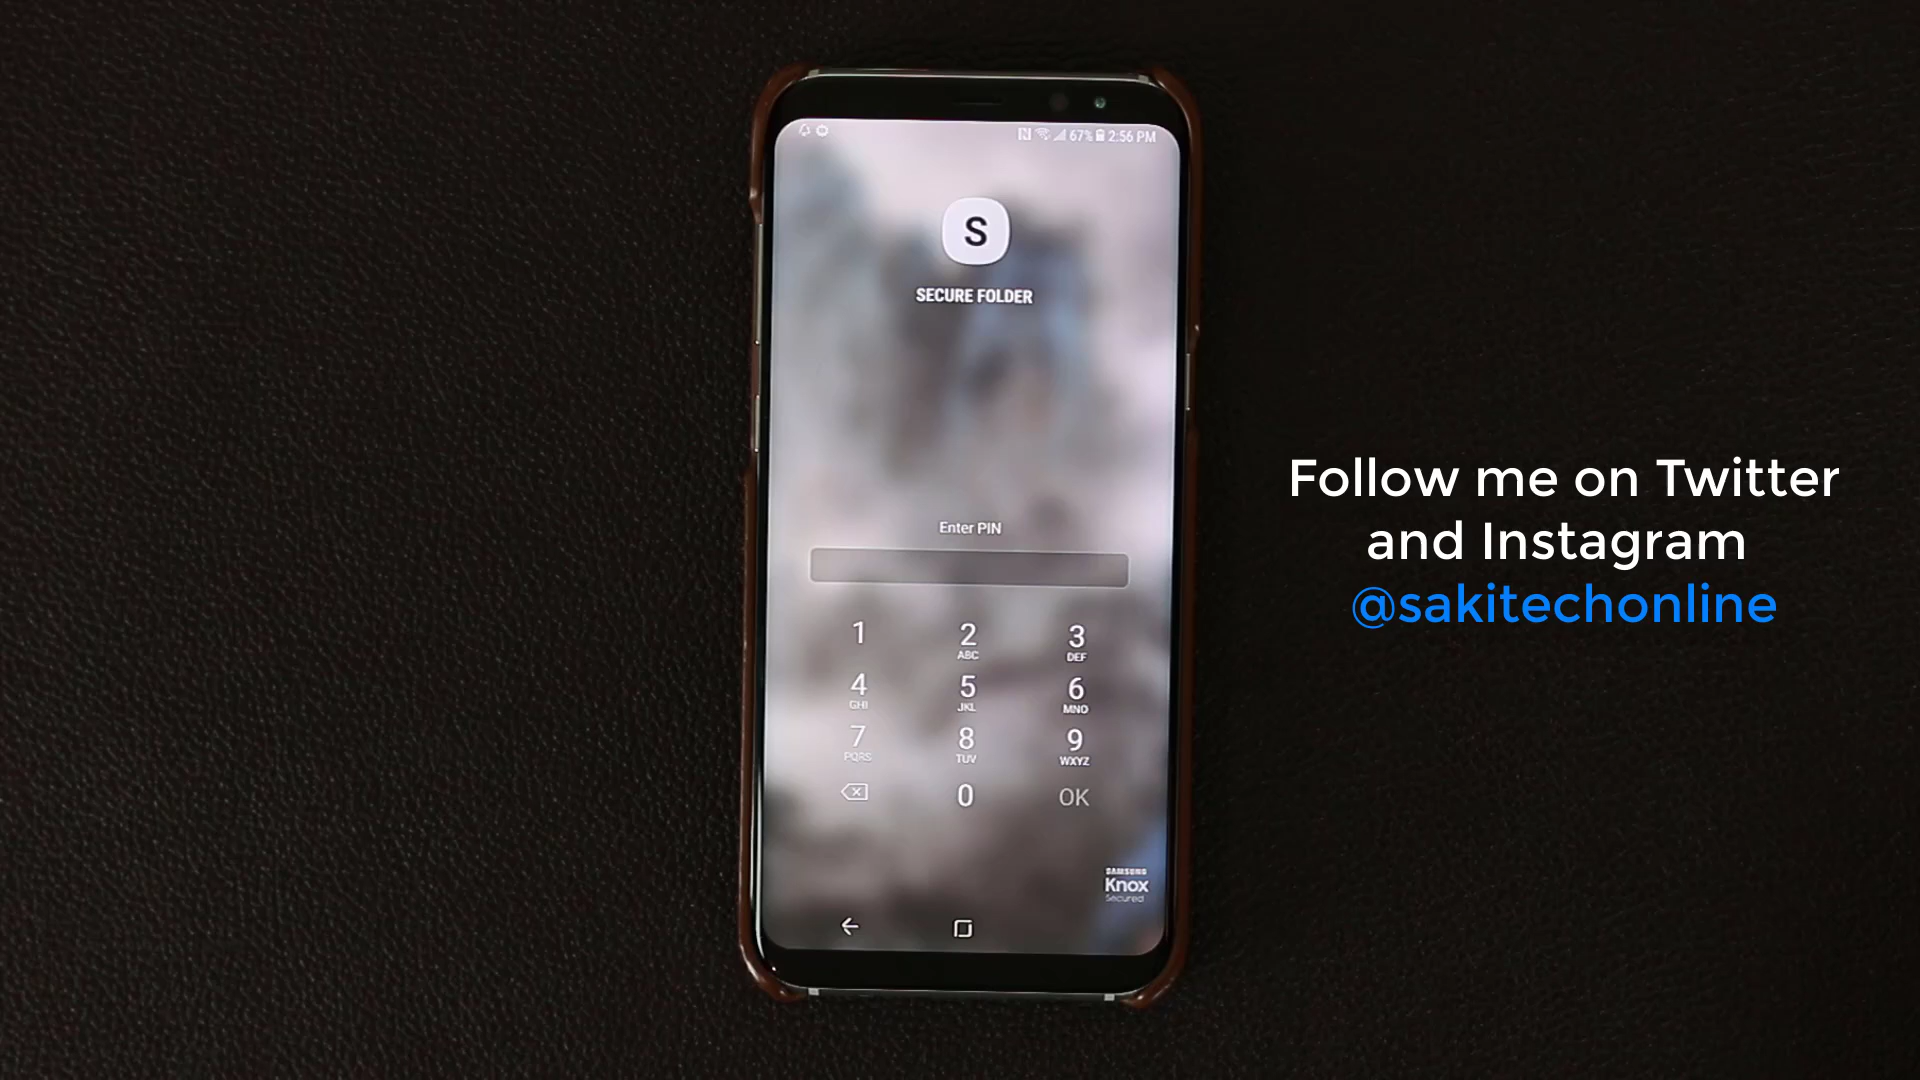 67% 2:56 PM
S
SECURE FOLDER
Enter PIN
1 2 3
ABC DEF
4 5 6
GHI JKL MNO
7 8 9
PQRS TUV WXYZ
0 OK
SAMSUNG
Knox
Secured
Follow me on Twitter
and Instagram
@sakitechonline